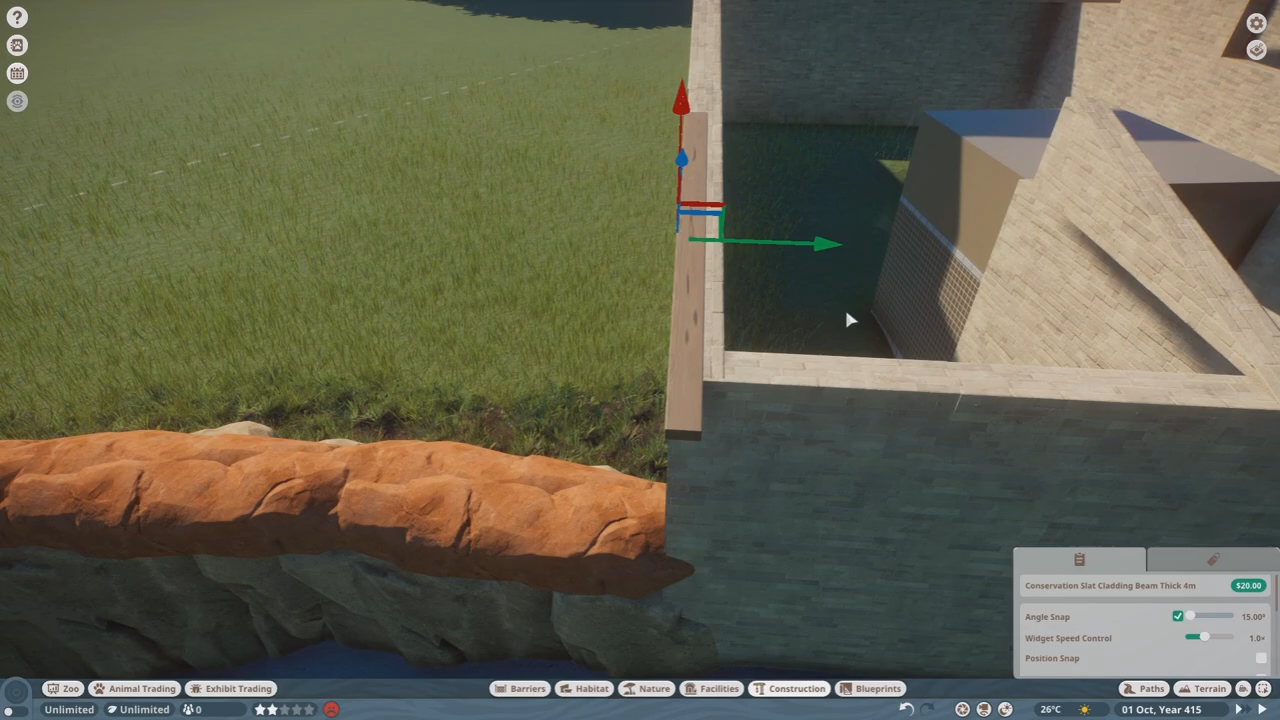 ?
Conservation Slat Cladding Beam Thick 4m $20.00
Angle Snap 15.00°
Widget Speed Control 1.0×
Position Snap
Zoo Animal Trading Exhibit Trading Barriers Habitat Nature Facilities Construction Blueprints Paths Terrain
Unlimited Unlimited 0 26°C 01 Oct, Year 415